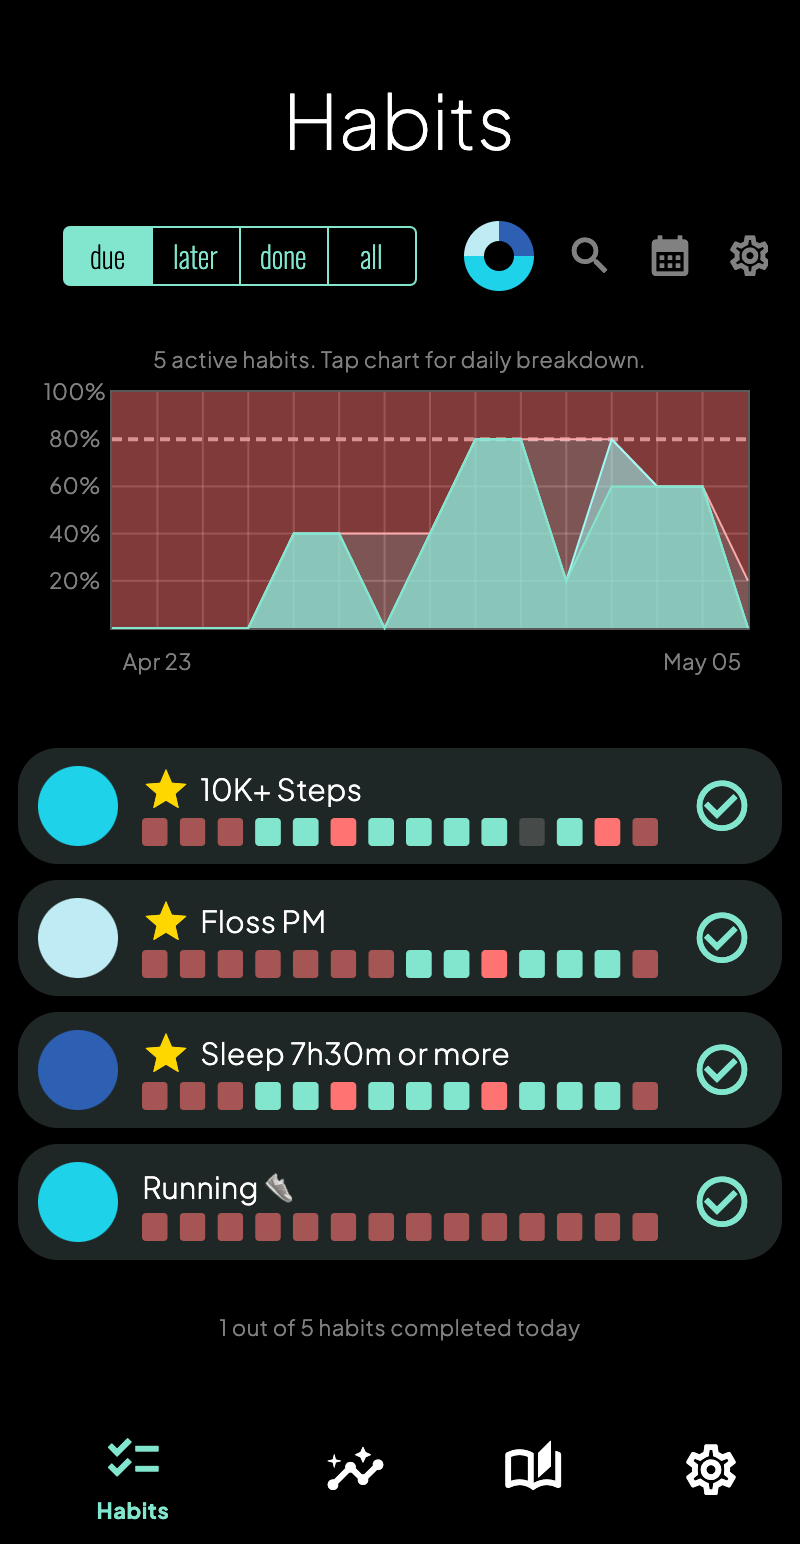 Habits
due later done all
5 active habits. Tap chart for daily breakdown.
100%
80%
60%
40%
20%
Apr 23 May 05
10K+ Steps
Floss PM
Sleep 7h30m or more
Running
1 out of 5 habits completed today
Habits